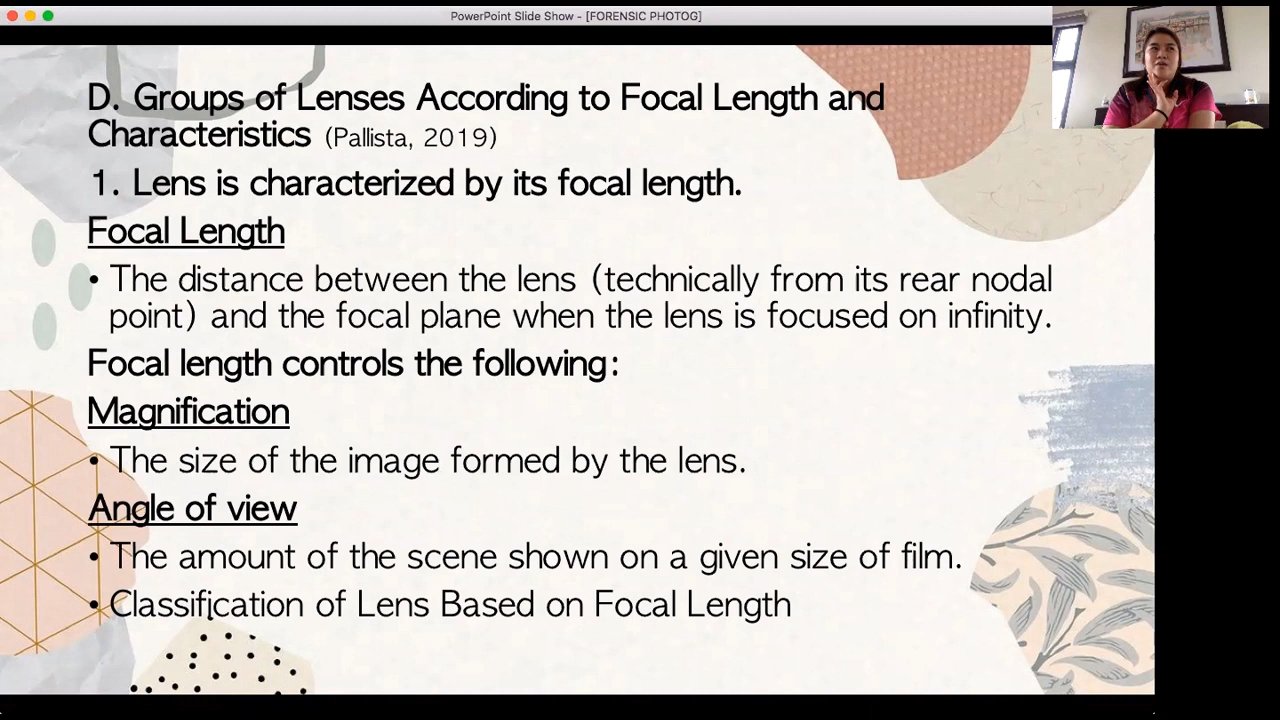 PowerPoint Slide Show - [FORENSIC PHOTOG]
D. Groups of Lenses According to Focal Length and
Characteristics (Pallista, 2019)
1. Lens is characterized by its focal length.
Focal Length
• The distance between the lens (technically from its rear nodal
point) and the focal plane when the lens is focused on infinity.
Focal length controls the following:
Magnification
• The size of the image formed by the lens.
Angle of view
• The amount of the scene shown on a given size of film.
• Classification of Lens Based on Focal Length